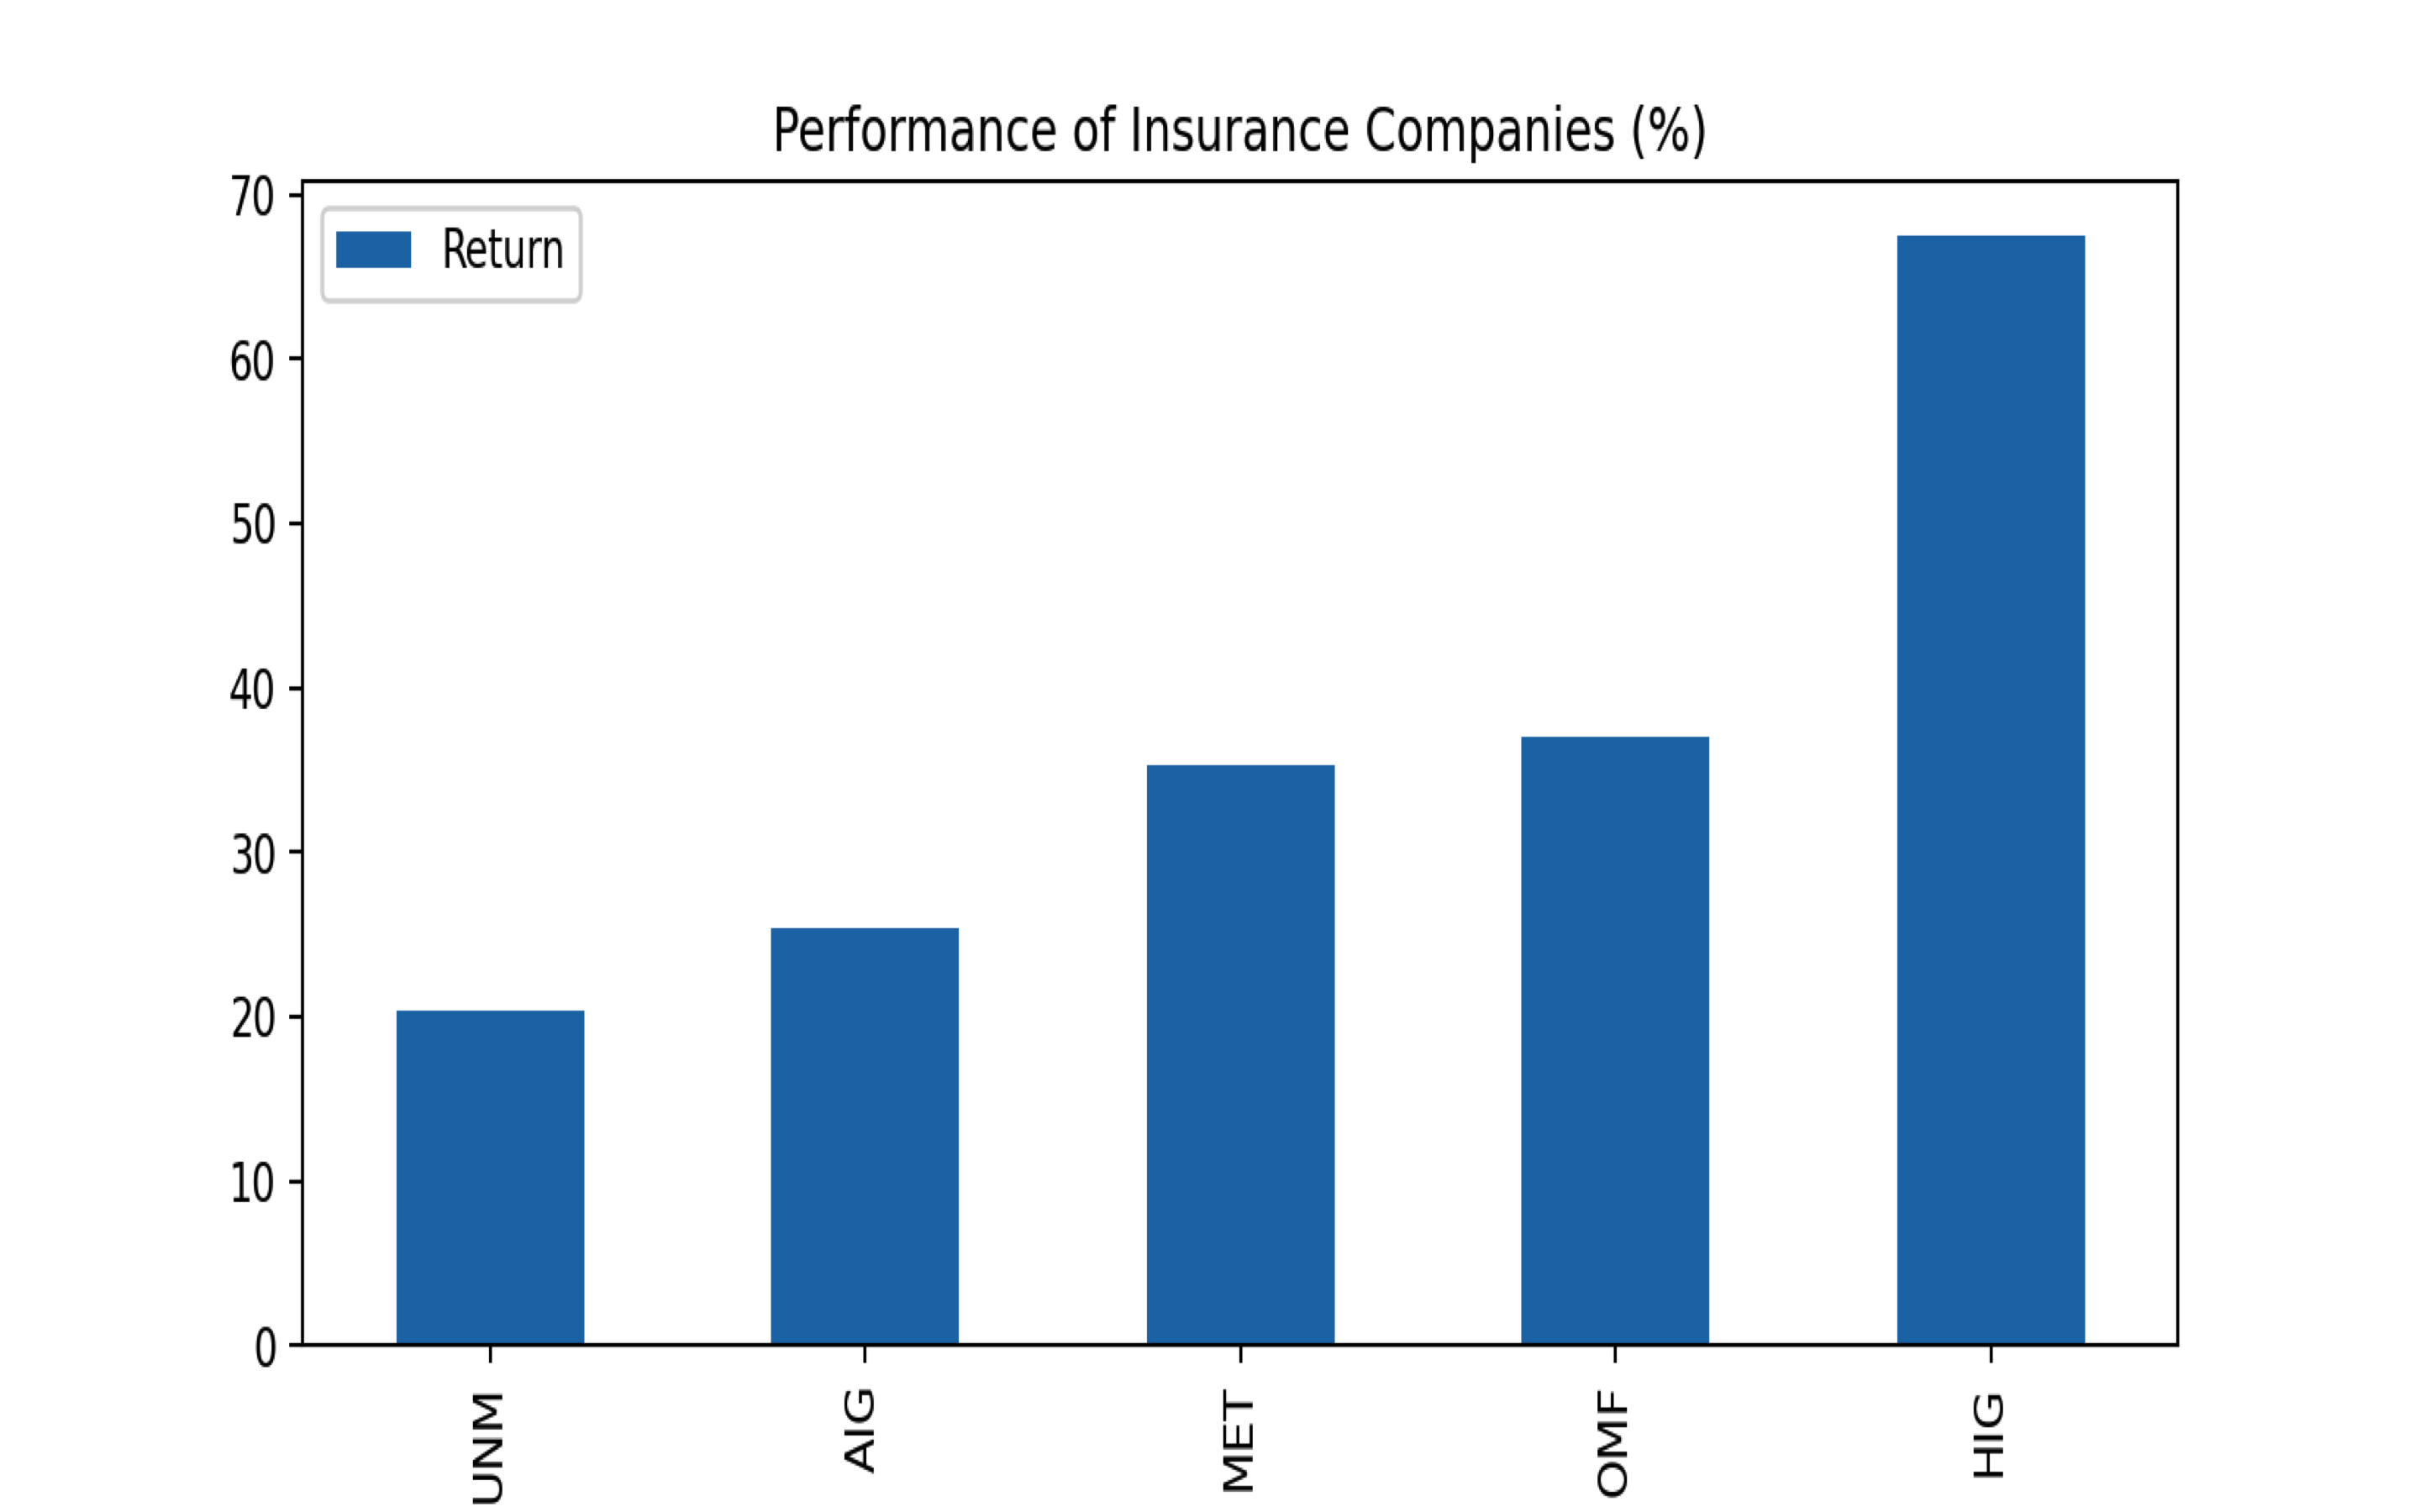 Performance of Insurance Companies (%)
70
60
50
40
30
20
10
0
Return
UNM
AIG
MET
OMF
HIG